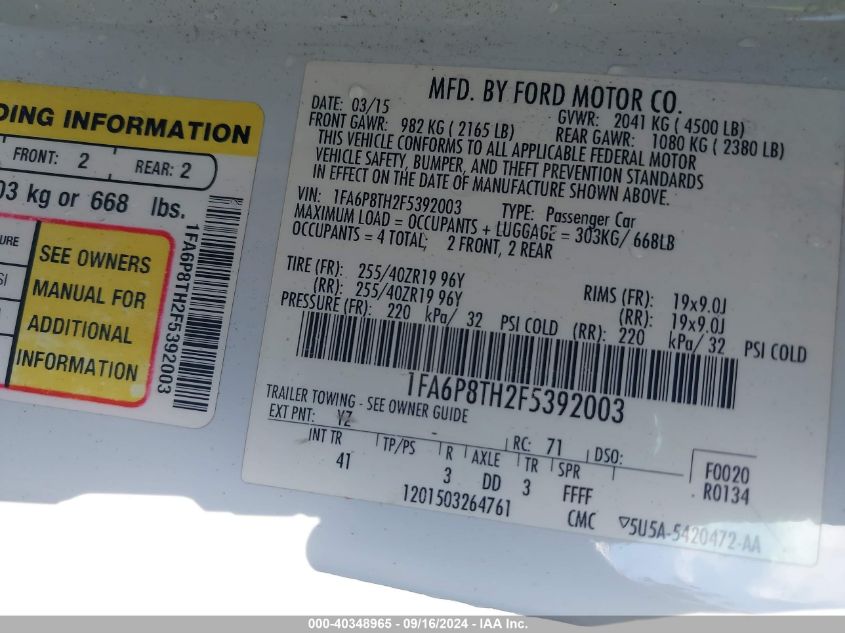 DING INFORMATION
FRONT: 2
REAR: 2
03 kg or 668 lbs.
SEE OWNERS
MANUAL FOR
ADDITIONAL
INFORMATION
1FA6P8TH2F5392003
MFD. BY FORD MOTOR CO.
DATE: 03/15
GVWR: 2041 KG ( 4500 LB)
FRONT GAWR: 982 KG ( 2165 LB)
REAR GAWR: 1080 KG ( 2380 LB)
THIS VEHICLE CONFORMS TO ALL APPLICABLE FEDERAL MOTOR
VEHICLE SAFETY, BUMPER, AND THEFT PREVENTION STANDARDS
IN EFFECT ON THE DATE OF MANUFACTURE SHOWN ABOVE.
VIN: 1FA6P8TH2F5392003
TYPE: Passenger Car
MAXIMUM LOAD = OCCUPANTS + LUGGAGE = 303KG/ 668LB
OCCUPANTS = 4 TOTAL; 2 FRONT, 2 REAR
TIRE (FR): 255/40ZR19 96Y
RIMS (FR): 19x9.0J
(RR): 255/40ZR19 96Y
(RR): 19x9.0J
PRESSURE (FR): 220 kPa/ 32 PSI COLD (RR): 220 kPa/ 32 PSI COLD
1FA6P8TH2F5392003
TRAILER TOWING - SEE OWNER GUIDE
EXT PNT: YZ - RC: 71 DSO:
INT TR TP/PS R AXLE TR SPR F0020
41 3 DD 3 FFFF R0134
1201503264761
CMC ▽5U5A-5420472-AA
000-40348965 - 09/16/2024 - IAA Inc.